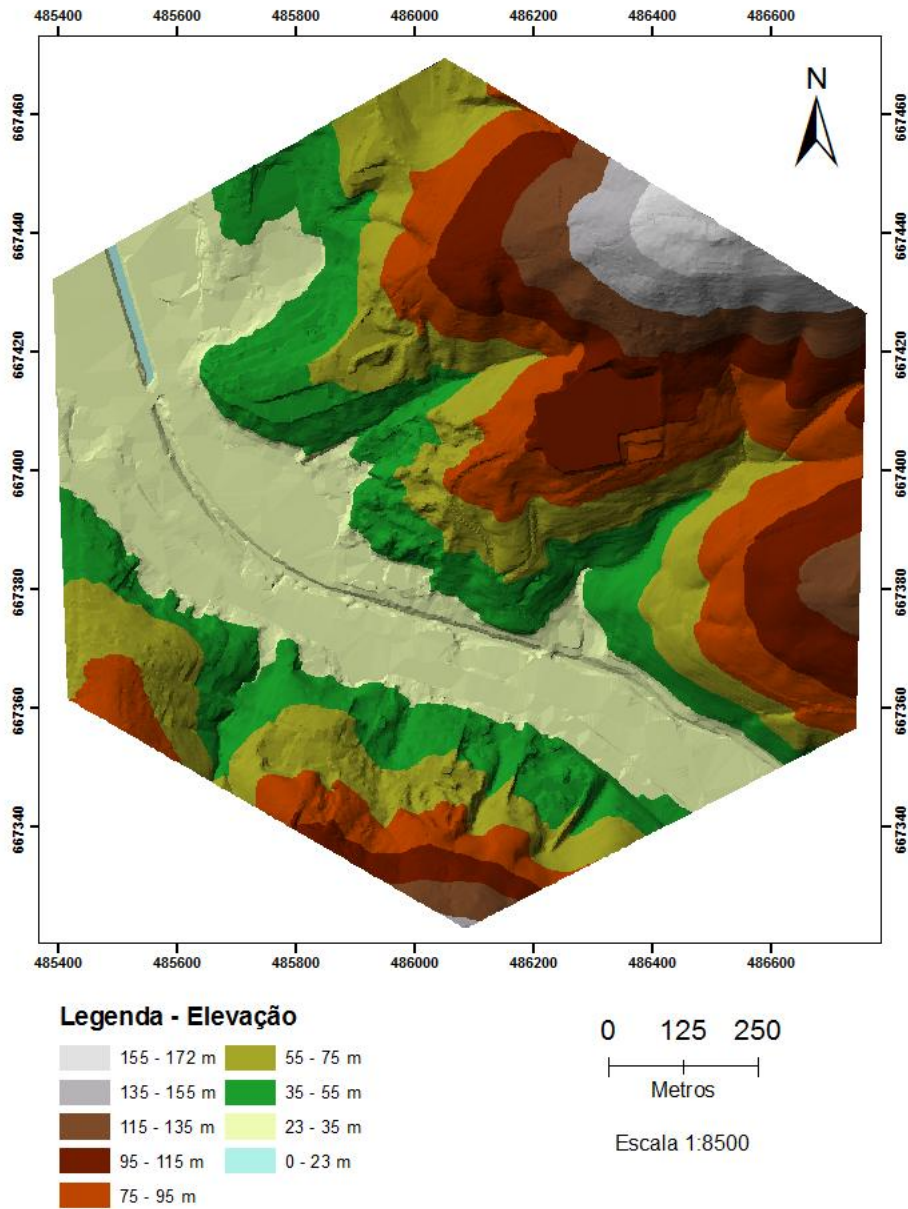 485400 485600 485800 486000 486200 486400 486600
N
667460 667460
667440 667440
667420 667420
667400 667400
667380 667380
667360 667360
667340 667340
485400 485600 485800 486000 486200 486400 486600
Legenda - Elevação
155 - 172 m 55 - 75 m
135 - 155 m 35 - 55 m
115 - 135 m 23 - 35 m
95 - 115 m 0 - 23 m
75 - 95 m
0 125 250
Metros
Escala 1:8500